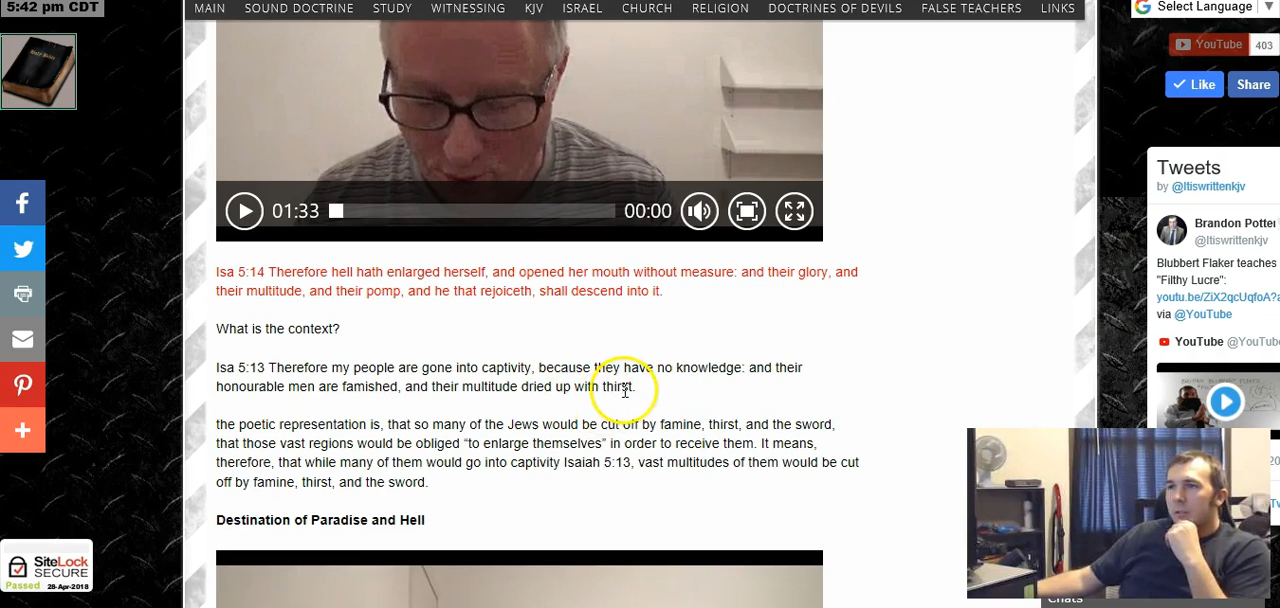 5:42 pm CDT
MAIN SOUND DOCTRINE STUDY WITNESSING KJV ISRAEL CHURCH RELIGION DOCTRINES OF DEVILS FALSE TEACHERS LINKS
Select Language
YouTube 403
Like Share
01:33 00:00
Isa 5:14 Therefore hell hath enlarged herself, and opened her mouth without measure: and their glory, and
their multitude, and their pomp, and he that rejoiceth, shall descend into it.
What is the context?
Isa 5:13 Therefore my people are gone into captivity, because they have no knowledge: and their
honourable men are famished, and their multitude dried up with thirst.
the poetic representation is, that so many of the Jews would be cut off by famine, thirst, and the sword,
that those vast regions would be obliged “to enlarge themselves” in order to receive them. It means,
therefore, that while many of them would go into captivity Isaiah 5:13, vast multitudes of them would be cut
off by famine, thirst, and the sword.
Destination of Paradise and Hell
Tweets
by @Itiswrittenkjv
Brandon Potter
@Itiswrittenkjv
Blubbert Flaker teaches
"Filthy Lucre":
youtu.be/ZiX2qcUqfoA?
via @YouTube
YouTube @YouTube
SiteLock
SECURE
Passed 28-Apr-2018
Chats